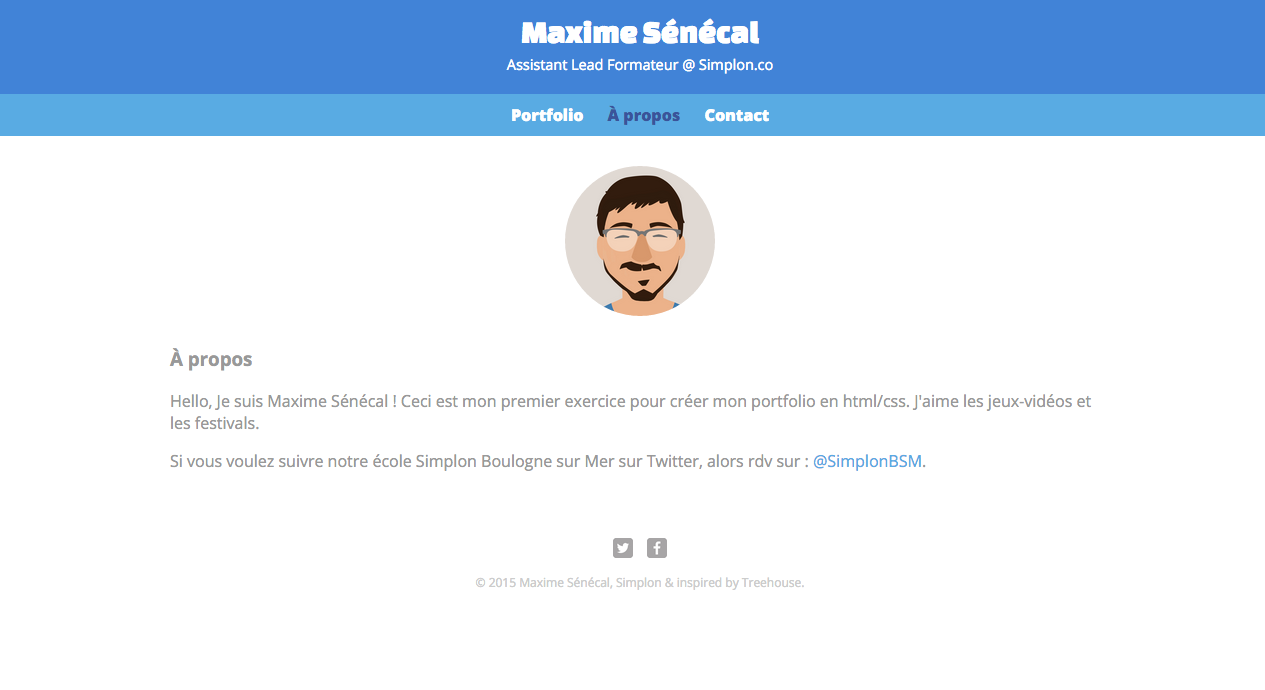 Maxime Sénécal
Assistant Lead Formateur @ Simplon.co
Portfolio À propos Contact
À propos
Hello, Je suis Maxime Sénécal ! Ceci est mon premier exercice pour créer mon portfolio en html/css. J'aime les jeux-vidéos et
les festivals.
Si vous voulez suivre notre école Simplon Boulogne sur Mer sur Twitter, alors rdv sur : @SimplonBSM.
© 2015 Maxime Sénécal, Simplon & inspired by Treehouse.